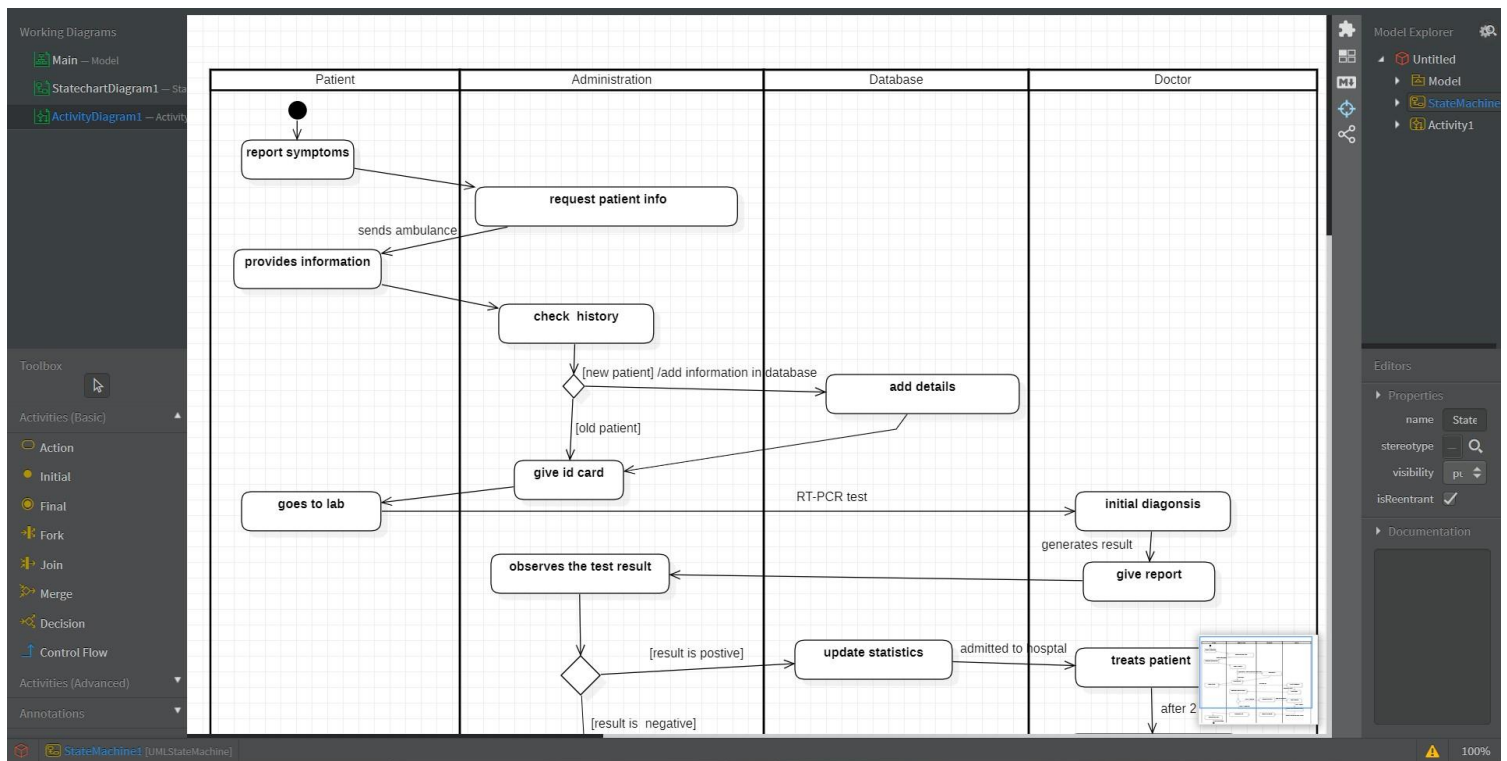 Working Diagrams
Main — Model
StatechartDiagram1 — Sta
ActivityDiagram1 — Activity
Toolbox
Activities (Basic)
Action
Initial
Final
Fork
Join
Merge
Decision
Control Flow
Activities (Advanced)
Annotations
Patient
Administration
Database
Doctor
report symptoms
request patient info
sends ambulance
provides information
check history
[new patient] /add information in database
add details
[old patient]
give id card
goes to lab
RT-PCR test
initial diagonsis
generates result
observes the test result
give report
[result is postive]
update statistics
admitted to hosptal
treats patient
after 2
[result is negative]
Model Explorer
Untitled
Model
StateMachine
Activity1
Editors
Properties
name State
stereotype
visibility
isReentrant
Documentation
StateMachine1 [UMLStateMachine]
100%